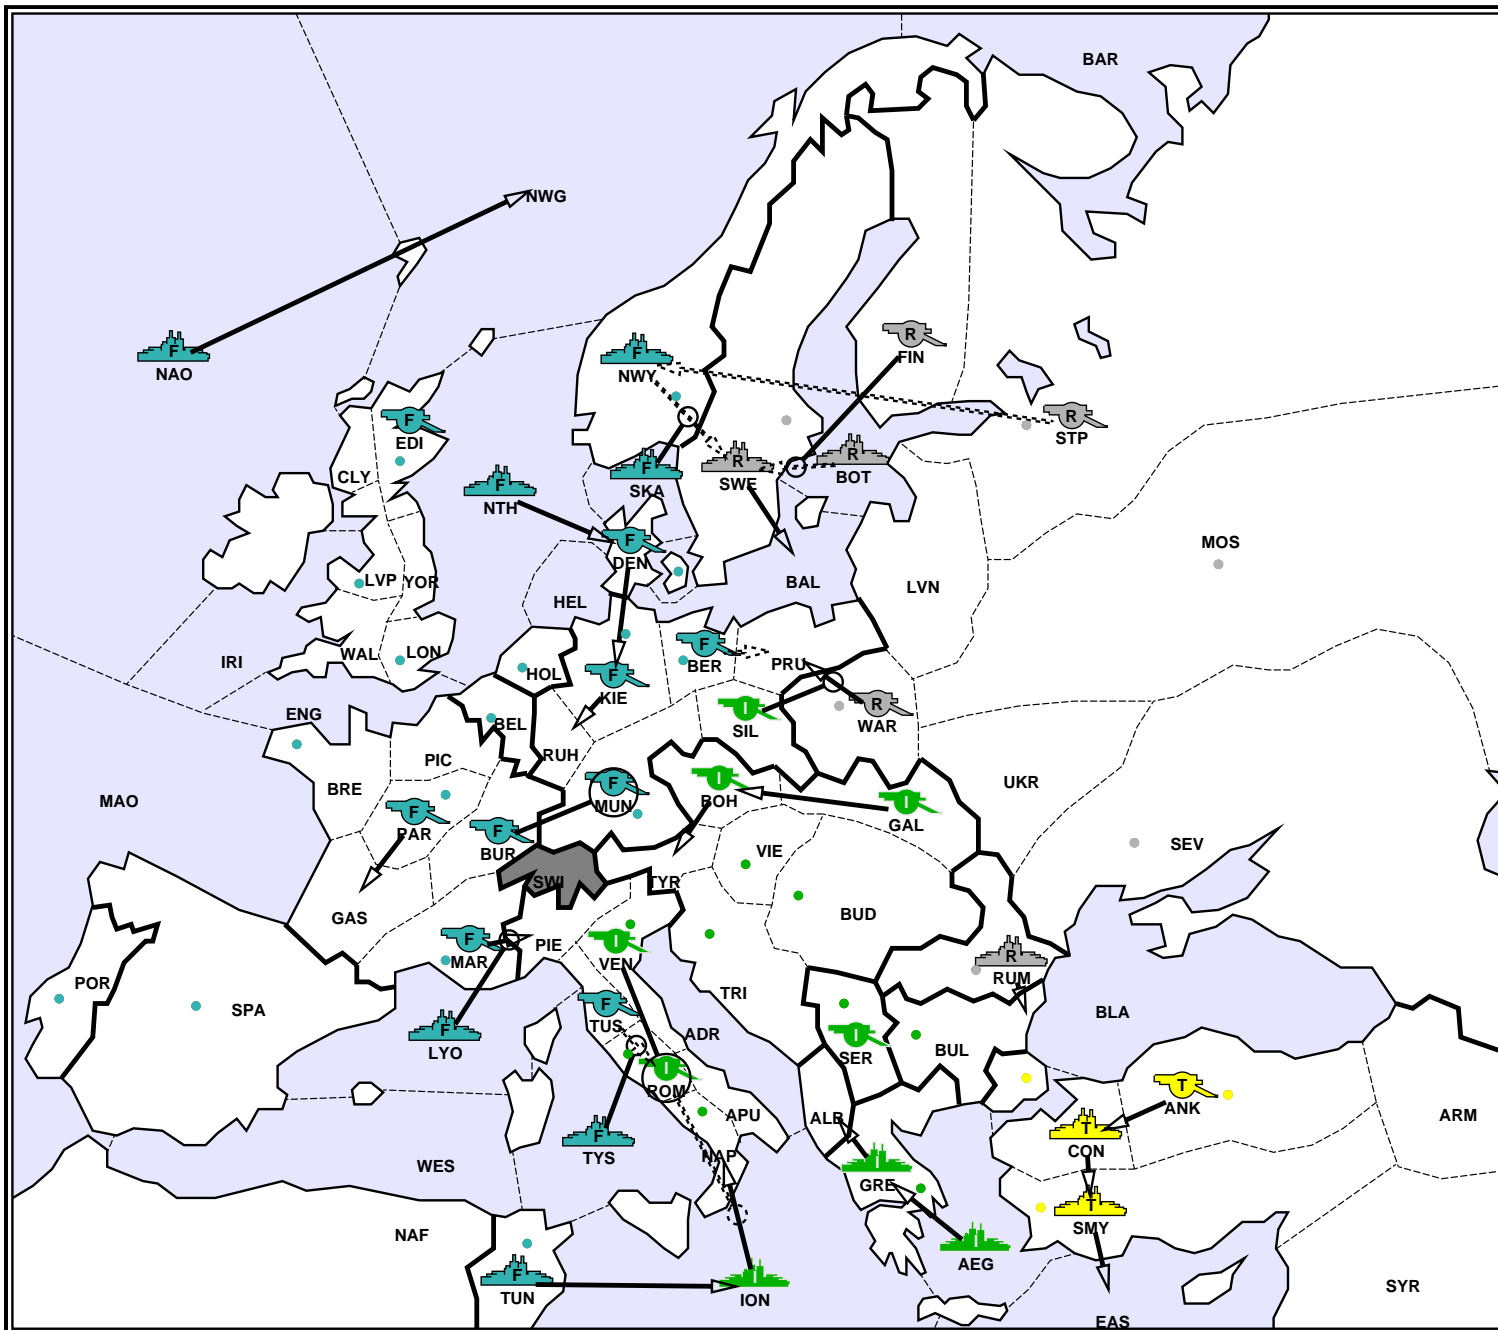 BAR
NWG
F
NAO
F
NWY
R
FIN
R
STP
F
EDI
CLY
F
NTH
F
SKA
R
SWE
R
BOT
F
DEN
MOS
LVP
YOR
HEL
BAL
LVN
IRI
WAL
LON
HOL
F
KIE
F
BER
PRU
ENG
BEL
I
SIL
R
WAR
PIC
RUH
BRE
MAO
F
PAR
F
MUN
I
BOH
I
GAL
UKR
F
BUR
VIE
SEV
SWI
TYR
GAS
BUD
F
MAR
PIE
I
VEN
R
RUM
POR
SPA
TRI
F
LYO
F
TUS
ADR
I
SER
BUL
BLA
I
ROM
APU
ALB
T
ANK
ARM
F
TYS
T
CON
WES
NAP
I
GRE
T
SMY
NAF
I
AEG
F
TUN
I
ION
SYR
EAS